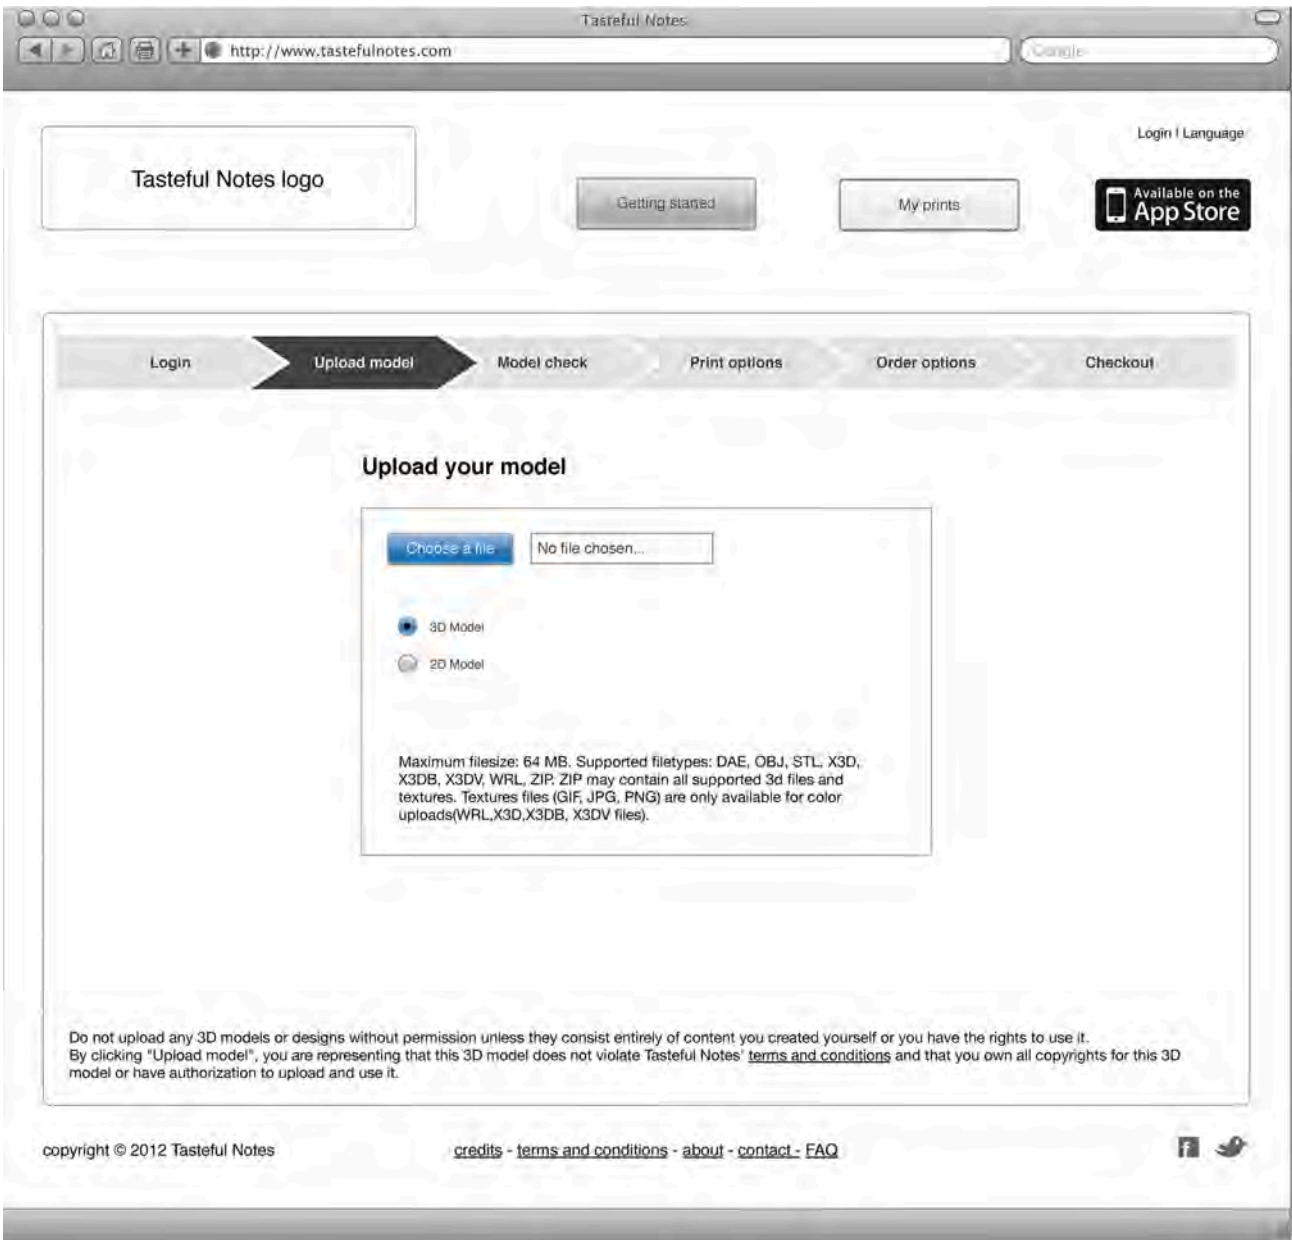 Tasteful Notes
http://www.tastefulnotes.com
Google
Login | Language
Tasteful Notes logo
Getting started
My prints
Available on the
App Store
Login
Upload model
Model check
Print options
Order options
Checkout
Upload your model
Choose a file
No file chosen...
3D Model
2D Model
Maximum filesize: 64 MB. Supported filetypes: DAE, OBJ, STL, X3D,
X3DB, X3DV, WRL, ZIP. ZIP may contain all supported 3d files and
textures. Textures files (GIF, JPG, PNG) are only available for color
uploads(WRL,X3D,X3DB, X3DV files).
Do not upload any 3D models or designs without permission unless they consist entirely of content you created yourself or you have the rights to use it.
By clicking "Upload model", you are representing that this 3D model does not violate Tasteful Notes' terms and conditions and that you own all copyrights for this 3D
model or have authorization to upload and use it.
copyright © 2012 Tasteful Notes
credits - terms and conditions - about - contact - FAQ